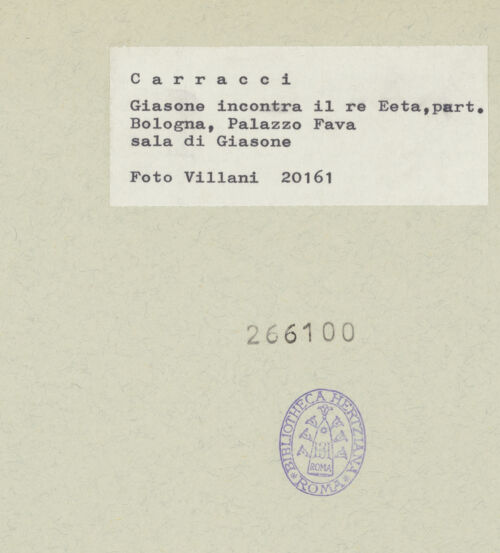 Carracci
Giasone incontra il re Eeta,part.
Bologna, Palazzo Fava
sala di Giasone
Foto Villani 20161
266100
BIBLIOTHECA HERTZIANA
ROMA
ROMA